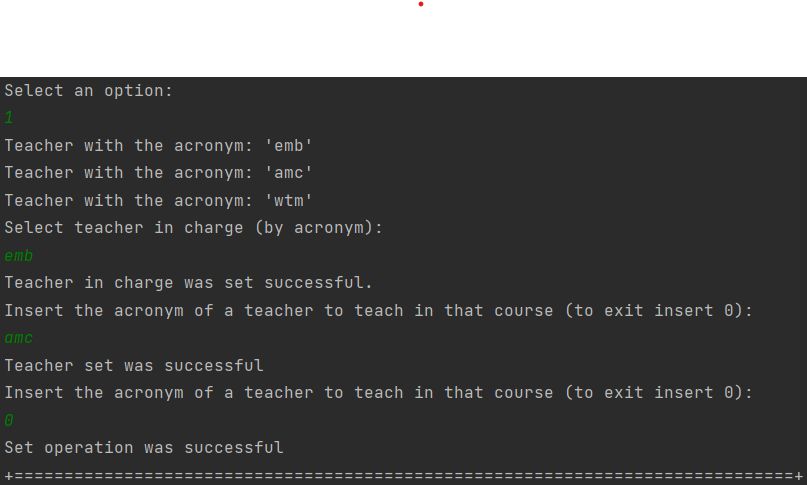 Select an option:
1
Teacher with the acronym: 'emb'
Teacher with the acronym: 'amc'
Teacher with the acronym: 'wtm'
Select teacher in charge (by acronym):
emb
Teacher in charge was set successful.
Insert the acronym of a teacher to teach in that course (to exit insert 0):
amc
Teacher set was successful
Insert the acronym of a teacher to teach in that course (to exit insert 0):
0
Set operation was successful
+==============================================================================+